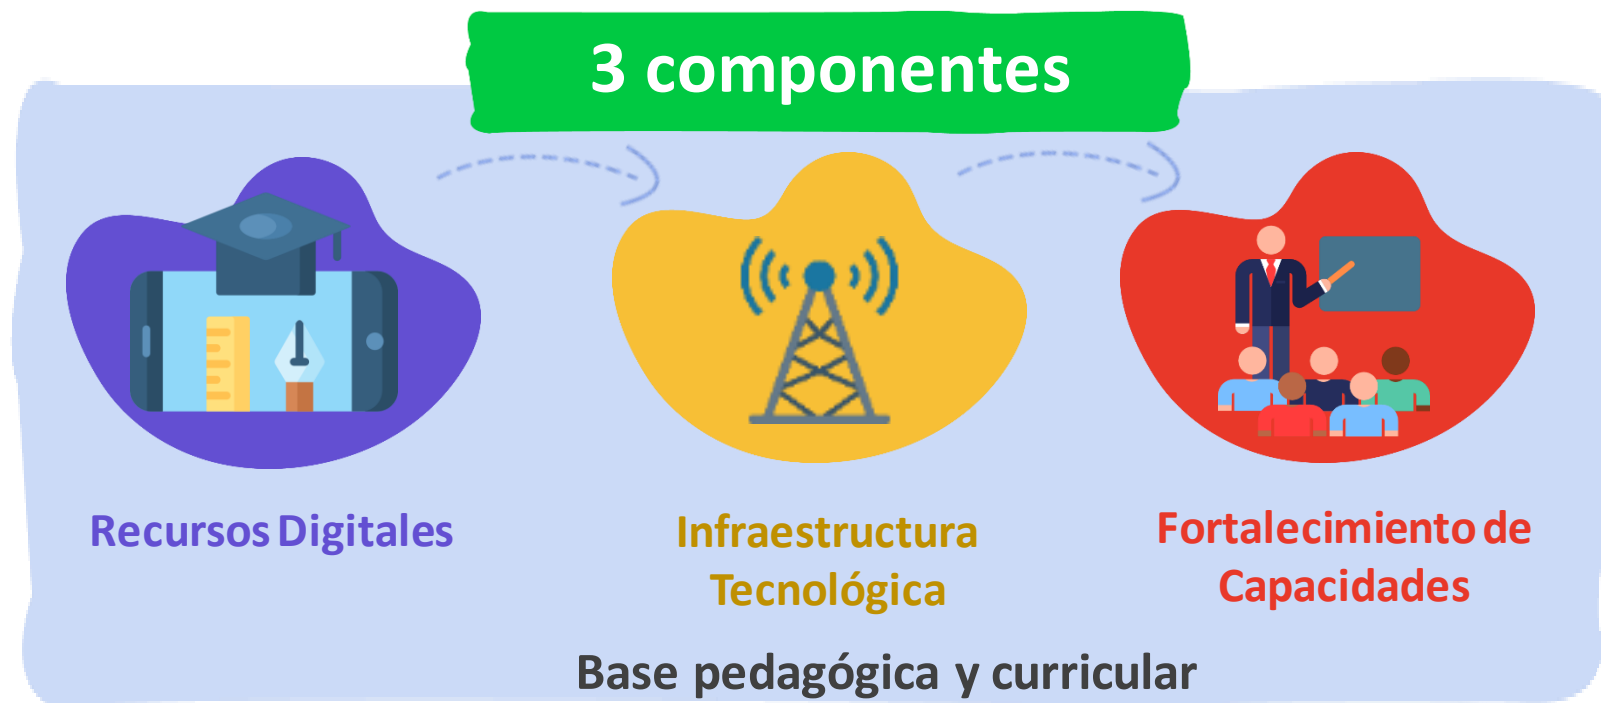 3 componentes
Recursos Digitales
Infraestructura
Tecnológica
Fortalecimiento de
Capacidades
Base pedagógica y curricular